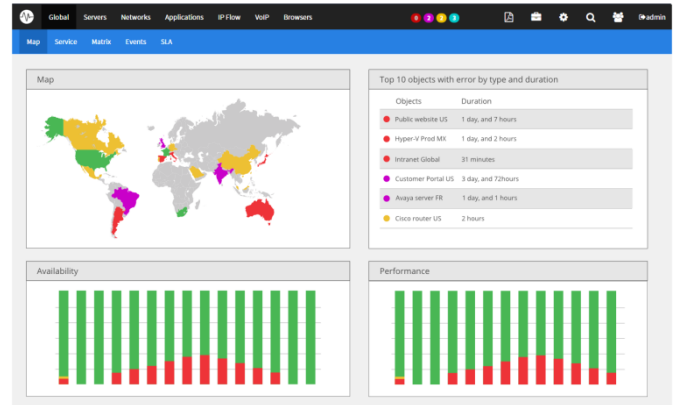 Global Servers Networks Applications IP Flow VoIP Browsers 0 2 2 3 admin
Map Service Matrix Events SLA
Map
Top 10 objects with error by type and duration
Objects Duration
Public website US 1 day, and 7 hours
Hyper-V Prod MX 1 day, and 2 hours
Intranet Global 31 minutes
Customer Portal US 3 day, and 72hours
Avaya server FR 1 day, and 1 hours
Cisco router US 2 hours
Availability
Performance